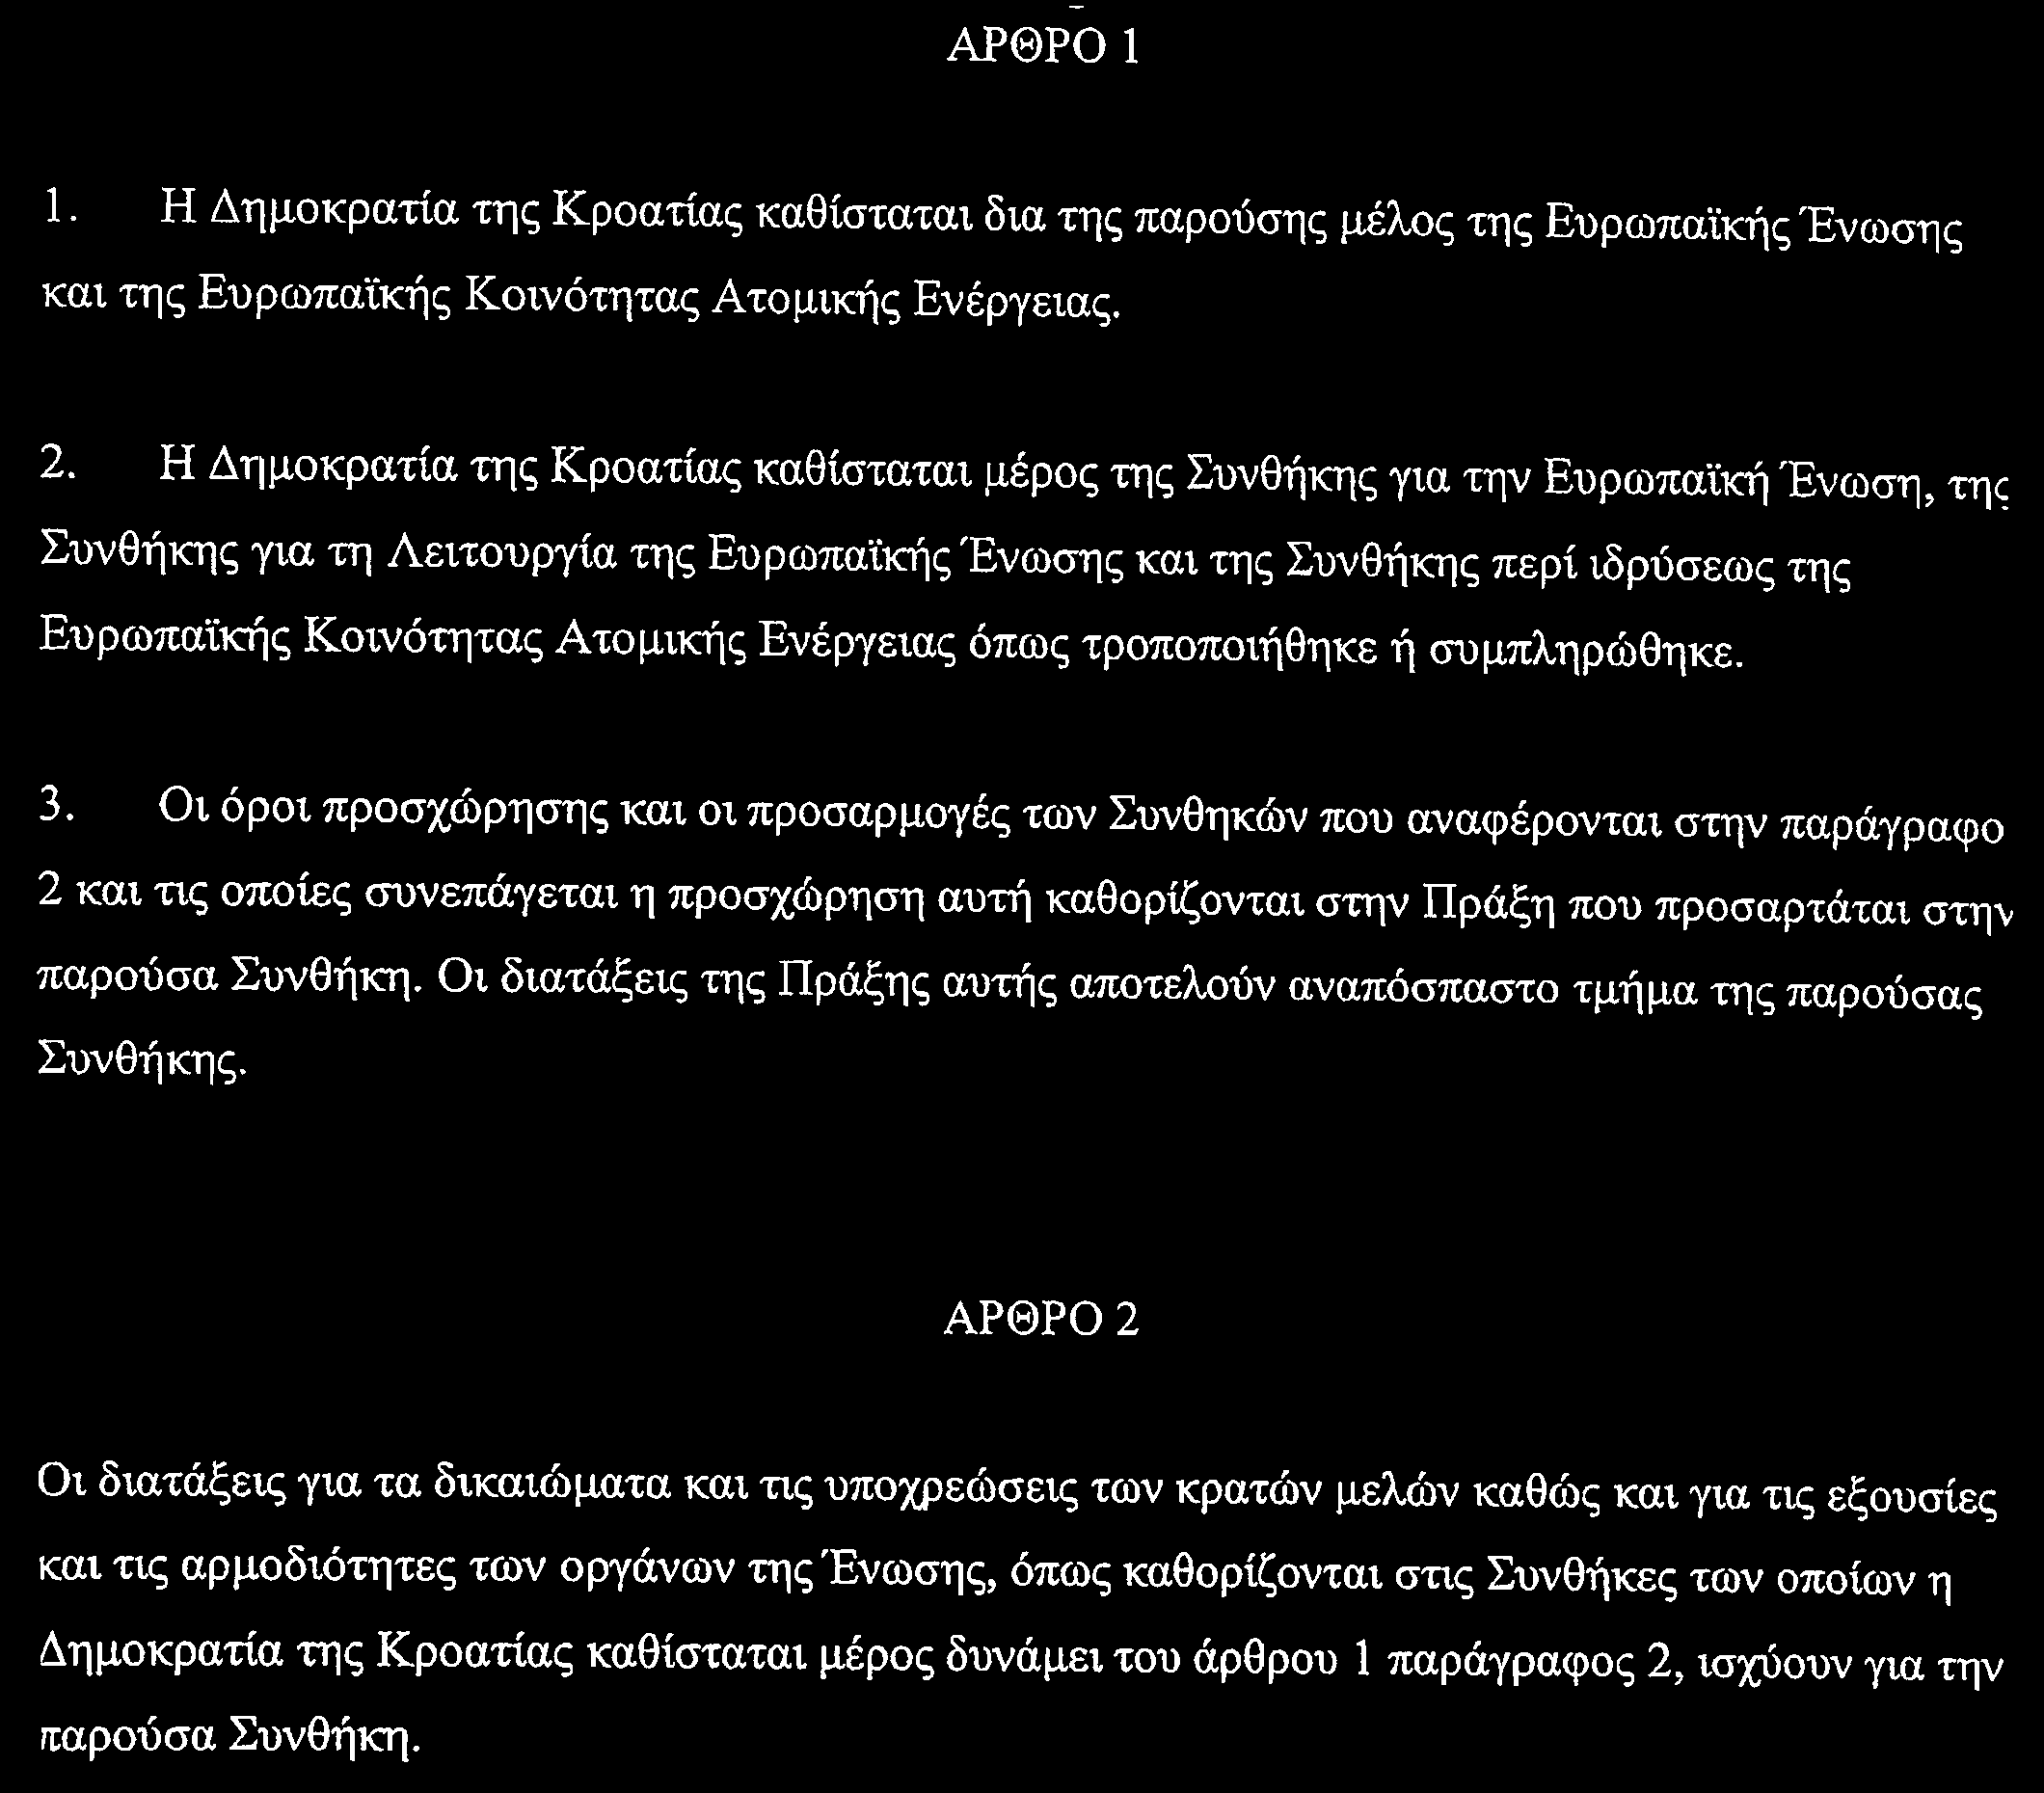 ΑΡΘΡΟ 1
1. Η Δημοκρατία της Κροατίας καθίσταται δια της παρούσης μέλος της Ευρωπαϊκής Ένωσης
και της Ευρωπαϊκής Κοινότητας Ατομικής Ενέργειας.
2. Η Δημοκρατία της Κροατίας καθίσταται μέρος της Συνθήκης για την Ευρωπαϊκή Ένωση, της
Συνθήκης για τη Λειτουργία της Ευρωπαϊκής Ένωσης και της Συνθήκης περί ιδρύσεως της
Ευρωπαϊκής Κοινότητας Ατομικής Ενέργειας όπως τροποποιήθηκε ή συμπληρώθηκε.
3. Οι όροι προσχώρησης και οι προσαρμογές των Συνθηκών που αναφέρονται στην παράγραφο
2 και τις οποίες συνεπάγεται η προσχώρηση αυτή καθορίζονται στην Πράξη που προσαρτάται στην
παρούσα Συνθήκη. Οι διατάξεις της Πράξης αυτής αποτελούν αναπόσπαστο τμήμα της παρούσας
Συνθήκης.
ΑΡΘΡΟ 2
Οι διατάξεις για τα δικαιώματα και τις υποχρεώσεις των κρατών μελών καθώς και για τις εξουσίες
και τις αρμοδιότητες των οργάνων της Ένωσης, όπως καθορίζονται στις Συνθήκες των οποίων η
Δημοκρατία της Κροατίας καθίσταται μέρος δυνάμει του άρθρου 1 παράγραφος 2, ισχύουν για την
παρούσα Συνθήκη.